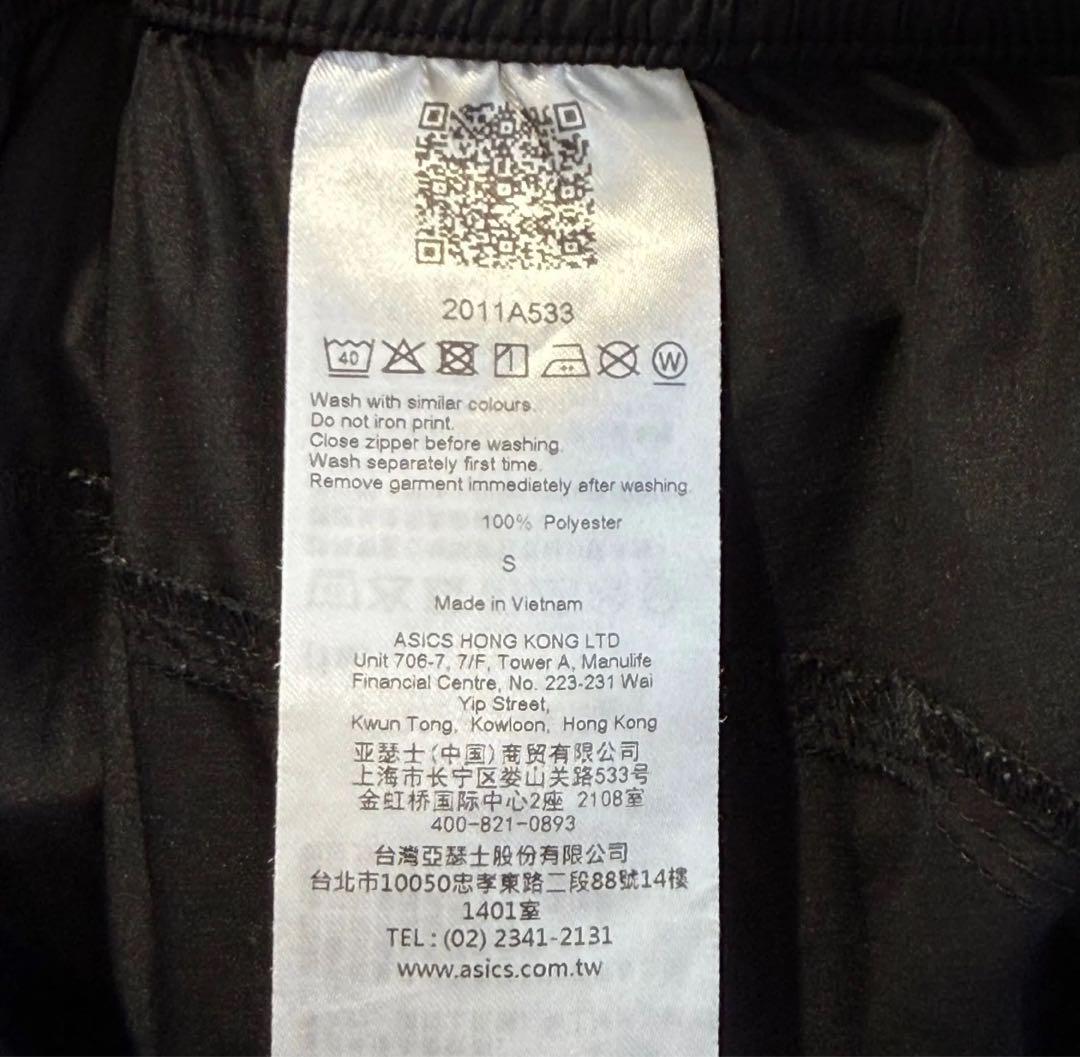 2011A533
40
W
Wash with similar colours.
Do not iron print.
Close zipper before washing.
Wash separately first time.
Remove garment immediately after washing.
100% Polyester
S
Made in Vietnam
ASICS HONG KONG LTD
Unit 706-7, 7/F, Tower A, Manulife
Financial Centre, No. 223-231 Wai
Yip Street,
Kwun Tong, Kowloon, Hong Kong
亚瑟士(中国)商贸有限公司
上海市长宁区娄山关路533号
金虹桥国际中心2座 2108室
400-821-0893
台灣亞瑟士股份有限公司
台北市10050忠孝東路二段88號14樓
1401室
TEL : (02) 2341-2131
www.asics.com.tw